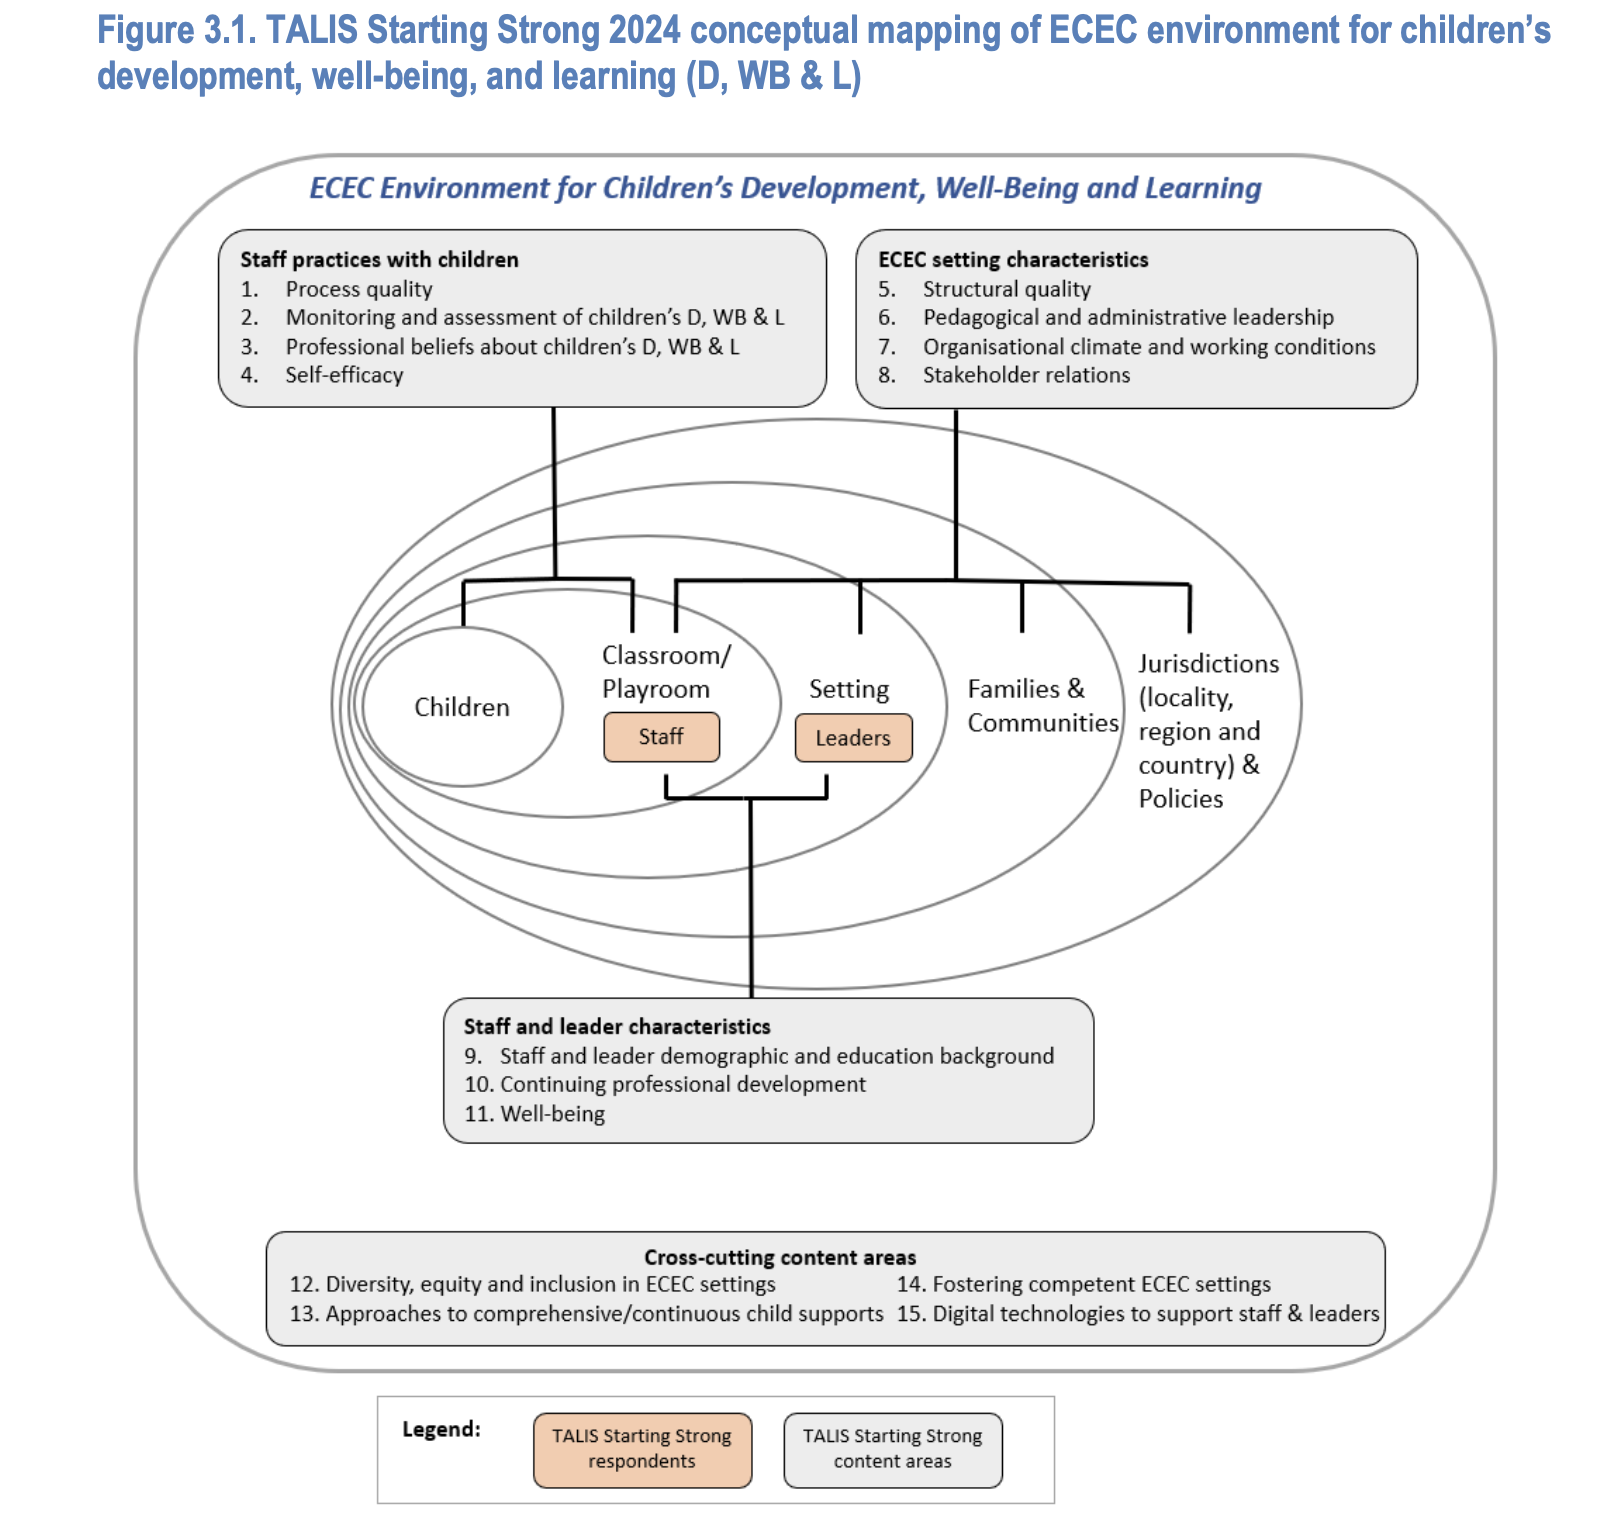 Figure 3.1. TALIS Starting Strong 2024 conceptual mapping of ECEC environment for children’s
development, well-being, and learning (D, WB & L)
ECEC Environment for Children’s Development, Well-Being and Learning
Staff practices with children
1. Process quality
2. Monitoring and assessment of children’s D, WB & L
3. Professional beliefs about children’s D, WB & L
4. Self-efficacy
ECEC setting characteristics
5. Structural quality
6. Pedagogical and administrative leadership
7. Organisational climate and working conditions
8. Stakeholder relations
Children
Classroom/
Playroom
Staff
Setting
Leaders
Families &
Communities
Jurisdictions
(locality,
region and
country) &
Policies
Staff and leader characteristics
9. Staff and leader demographic and education background
10. Continuing professional development
11. Well-being
Cross-cutting content areas
12. Diversity, equity and inclusion in ECEC settings
13. Approaches to comprehensive/continuous child supports
14. Fostering competent ECEC settings
15. Digital technologies to support staff & leaders
Legend:
TALIS Starting Strong
respondents
TALIS Starting Strong
content areas